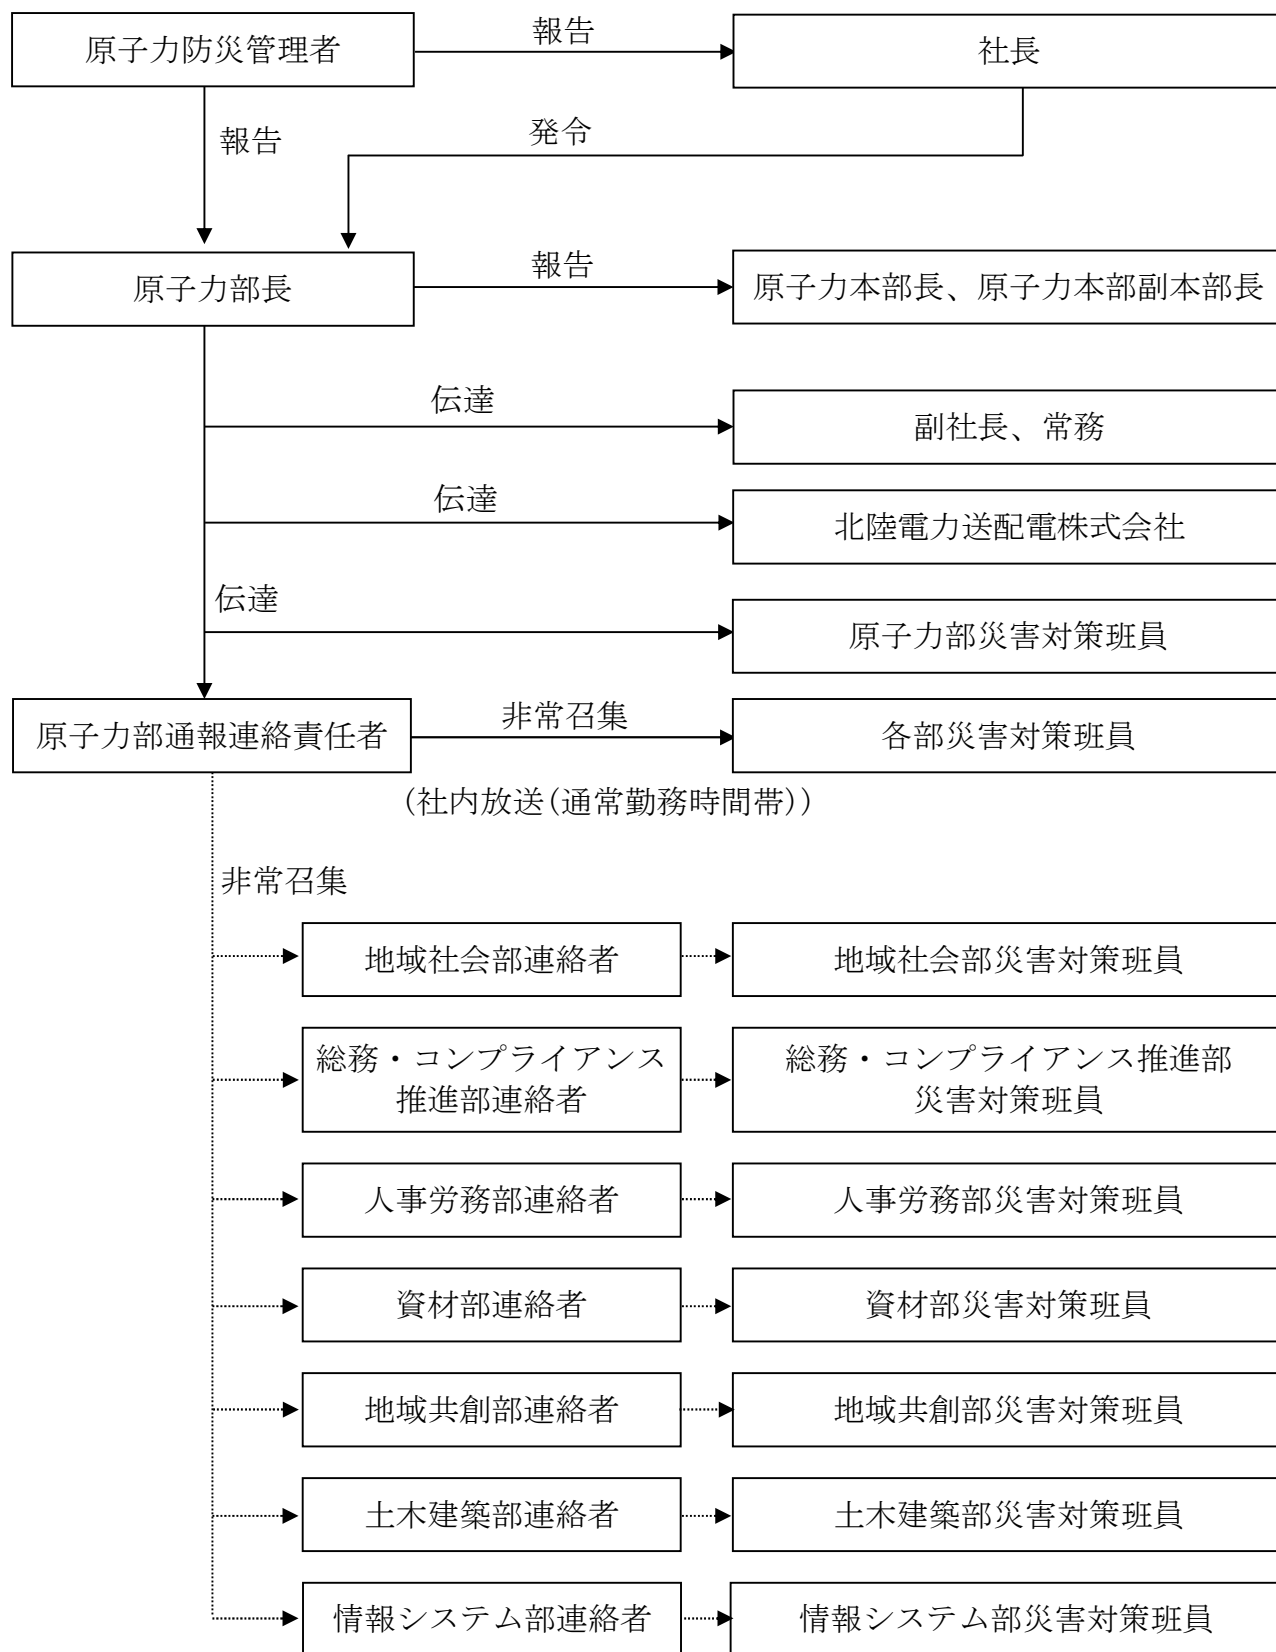 原子力防災管理者
報告
社長
報告
発令
原子力部長
報告
原子力本部長、原子力本部副本部長
伝達
副社長、常務
伝達
北陸電力送配電株式会社
伝達
原子力部災害対策班員
原子力部通報連絡責任者
非常召集
各部災害対策班員
(社内放送(通常勤務時間帯))
非常召集
地域社会部連絡者
地域社会部災害対策班員
総務・コンプライアンス
推進部連絡者
総務・コンプライアンス推進部
災害対策班員
人事労務部連絡者
人事労務部災害対策班員
資材部連絡者
資材部災害対策班員
地域共創部連絡者
地域共創部災害対策班員
土木建築部連絡者
土木建築部災害対策班員
情報システム部連絡者
情報システム部災害対策班員